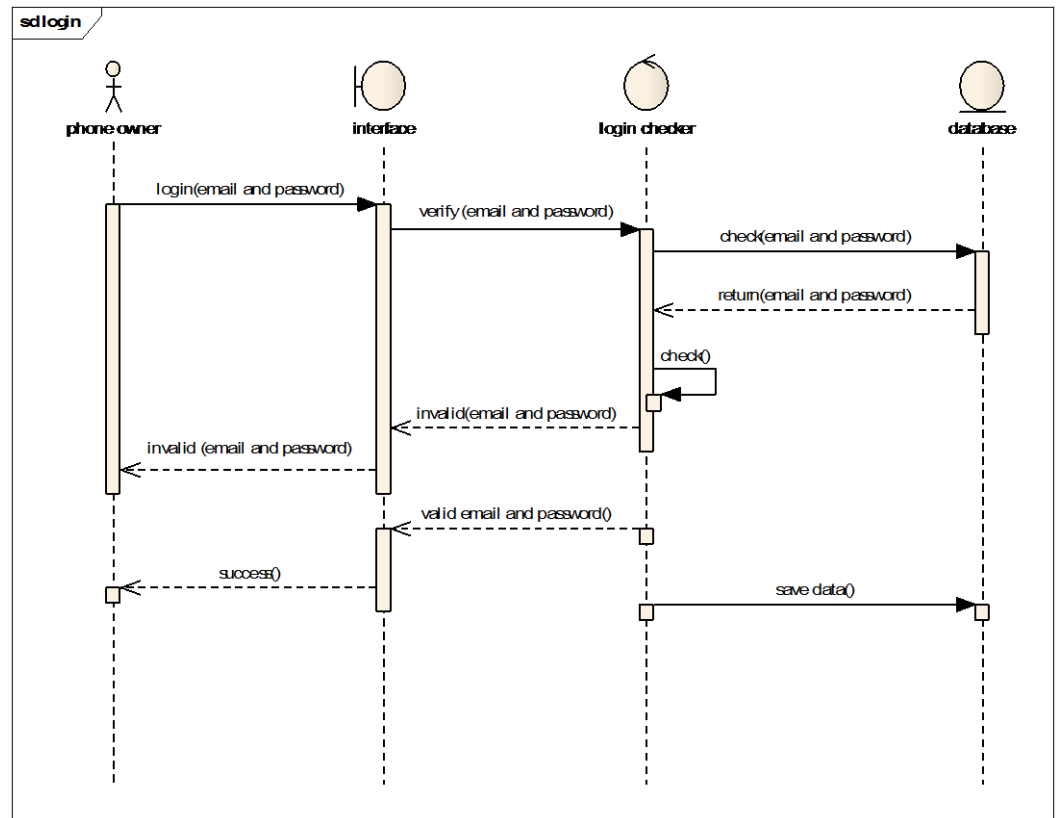 sd login
phone owner
interface
login checker
database
login(email and password)
verify (email and password)
check(email and password)
return(email and password)
check()
invalid(email and password)
invalid (email and password)
valid email and password()
success()
save data()